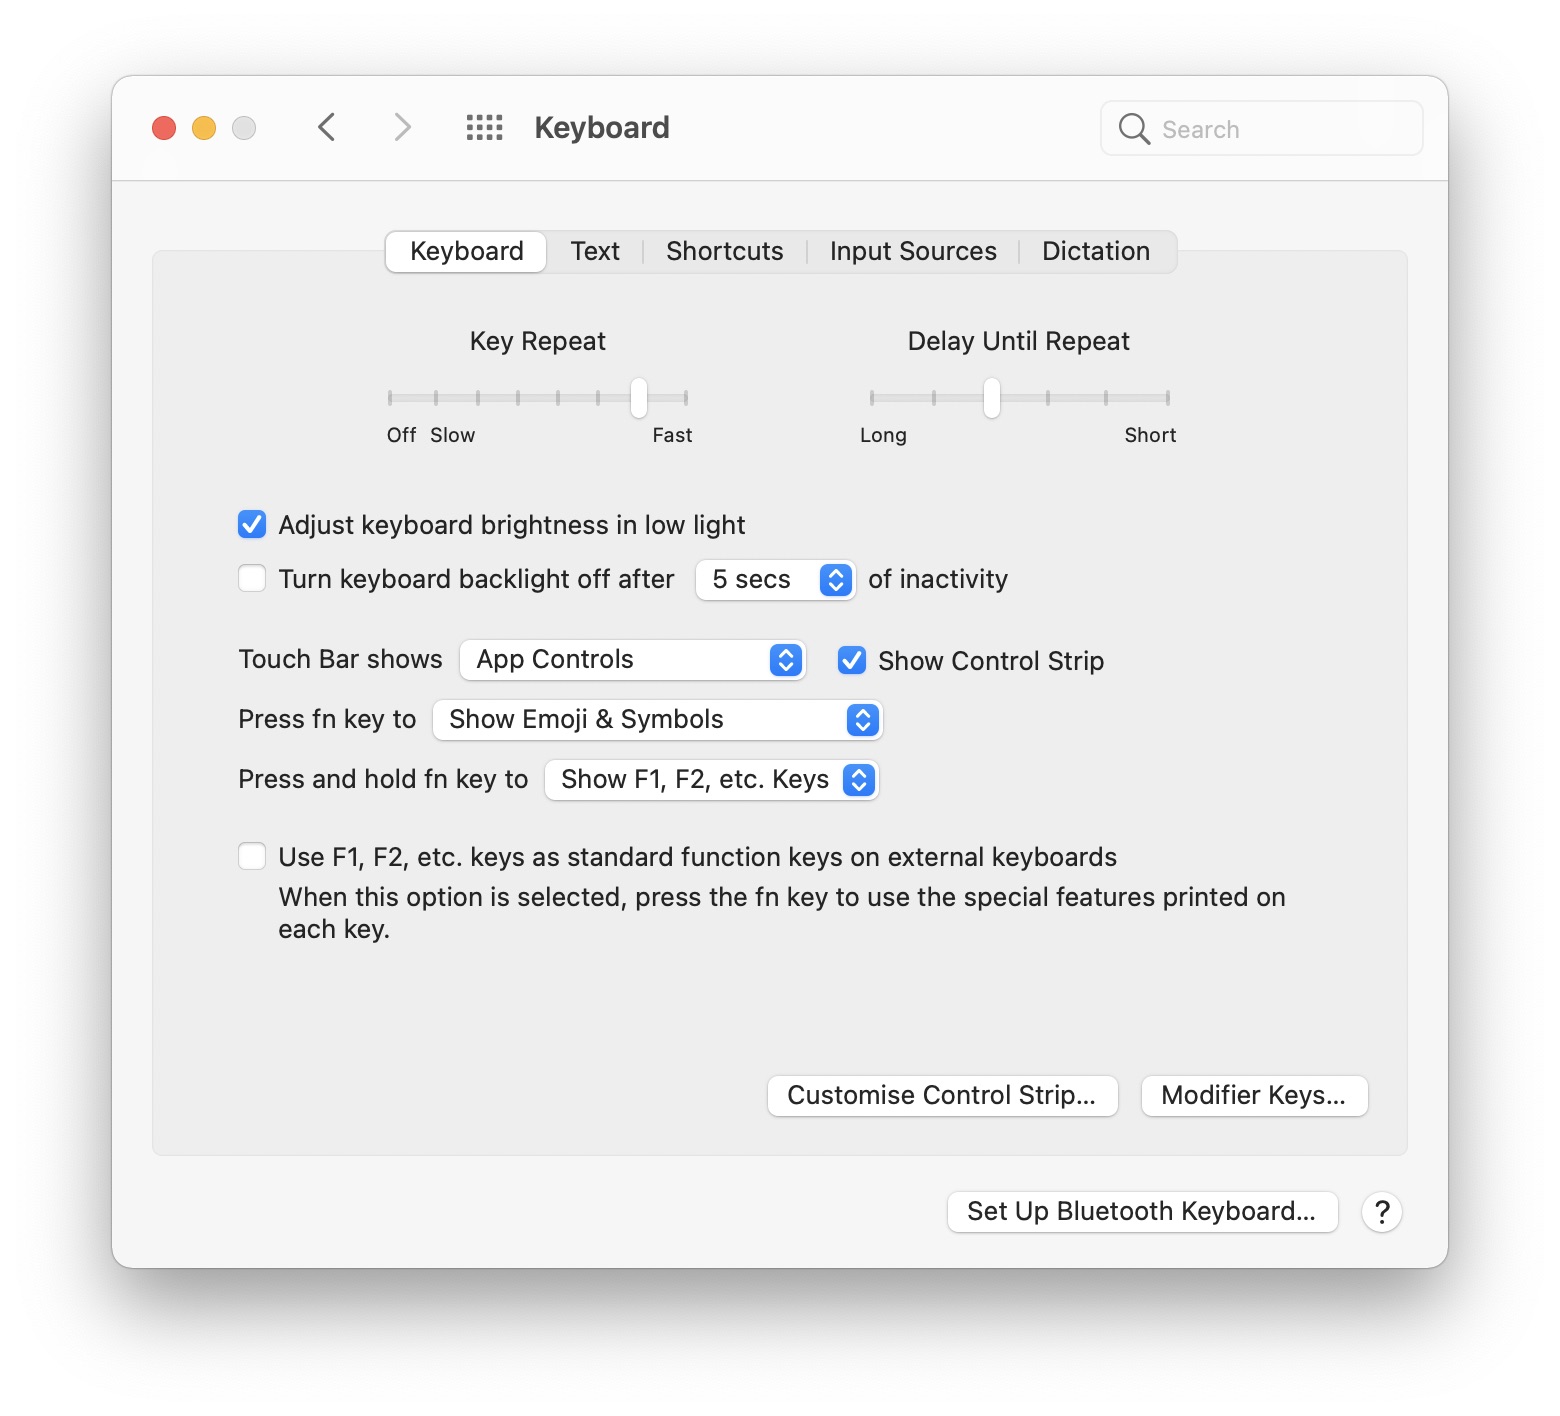 Keyboard
Search
Keyboard Text Shortcuts Input Sources Dictation
Key Repeat
Off Slow Fast
Delay Until Repeat
Long Short
Adjust keyboard brightness in low light
Turn keyboard backlight off after 5 secs of inactivity
Touch Bar shows App Controls Show Control Strip
Press fn key to Show Emoji & Symbols
Press and hold fn key to Show F1, F2, etc. Keys
Use F1, F2, etc. keys as standard function keys on external keyboards
When this option is selected, press the fn key to use the special features printed on
each key.
Customise Control Strip... Modifier Keys...
Set Up Bluetooth Keyboard... ?